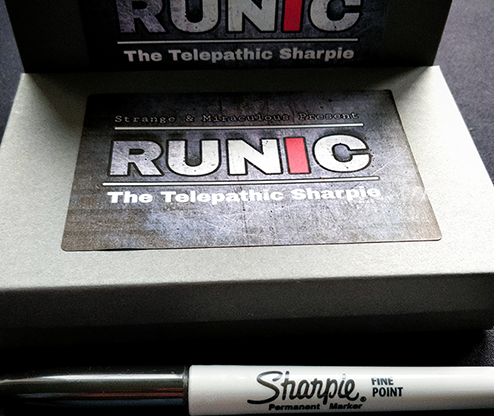 RUNIC
The Telepathic Sharpie
Strange & Miraculous Present
RUNIC
The Telepathic Sharpie
Sharpie. FINE POINT
Permanent Marker